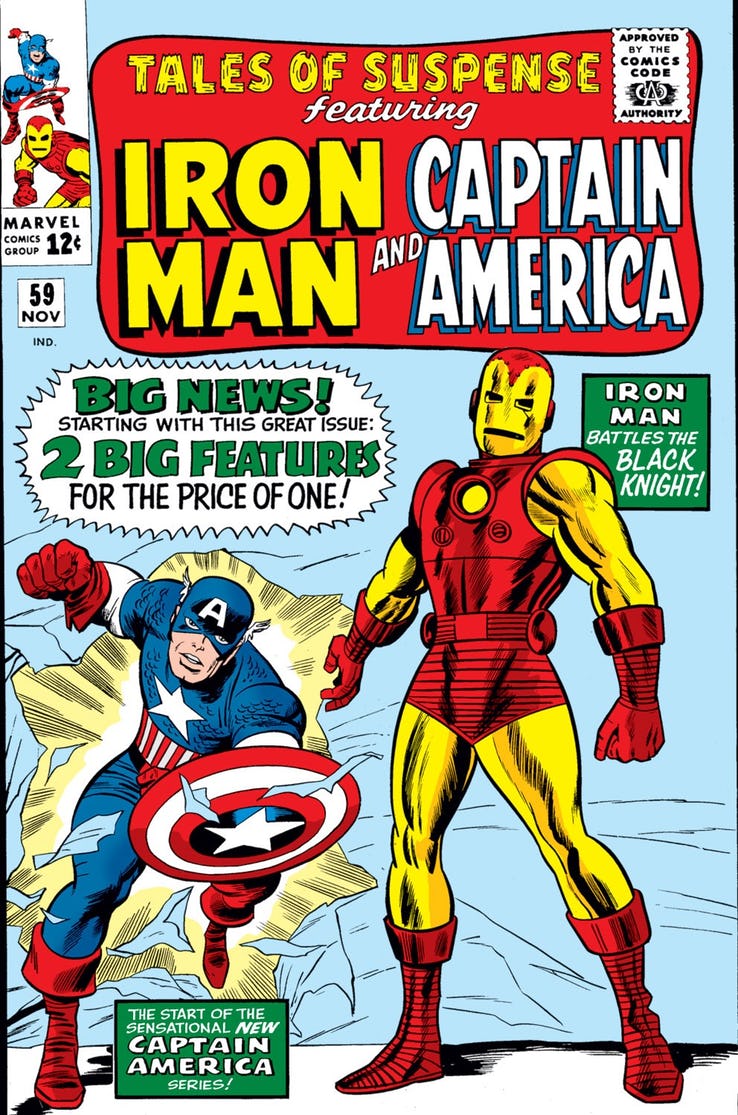 TALES OF SUSPENSE
featuring
IRON
MAN
AND
CAPTAIN
AMERICA
APPROVED
BY THE
COMICS
CODE
CA
AUTHORITY
MARVEL
COMICS
GROUP
12¢
59
NOV
IND.
BIG NEWS!
STARTING WITH THIS GREAT ISSUE:
2 BIG FEATURES
FOR THE PRICE OF ONE!
IRON
MAN
BATTLES THE
BLACK
KNIGHT!
A
THE START OF THE
SENSATIONAL NEW
CAPTAIN
AMERICA
SERIES!